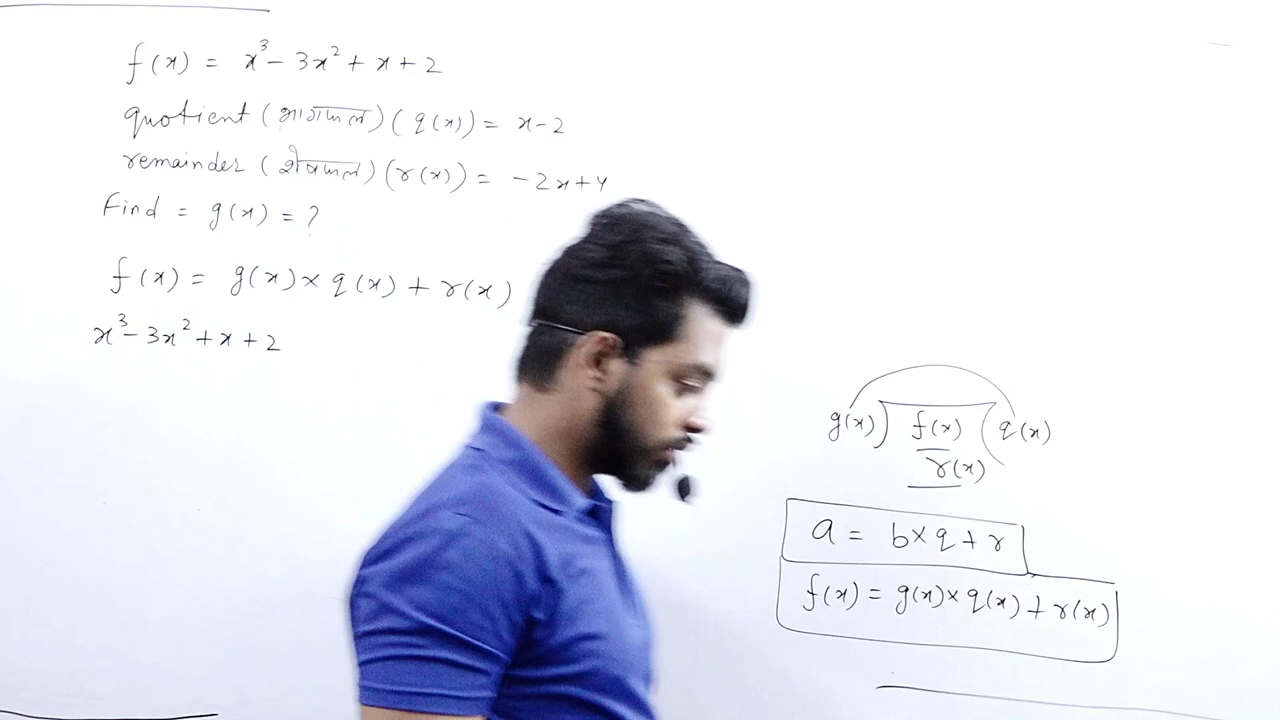 f(x) = x³ - 3x² + x + 2
quotient (भागफल) (q(x)) = x-2
remainder (शेषफल) (r(x)) = -2x+4
Find = g(x) = ?
f(x) = g(x) × q(x) + r(x)
x³ - 3x² + x + 2
g(x)) f(x) (q(x)
r(x)
a = b×q + r
f(x) = g(x) × q(x) + r(x)